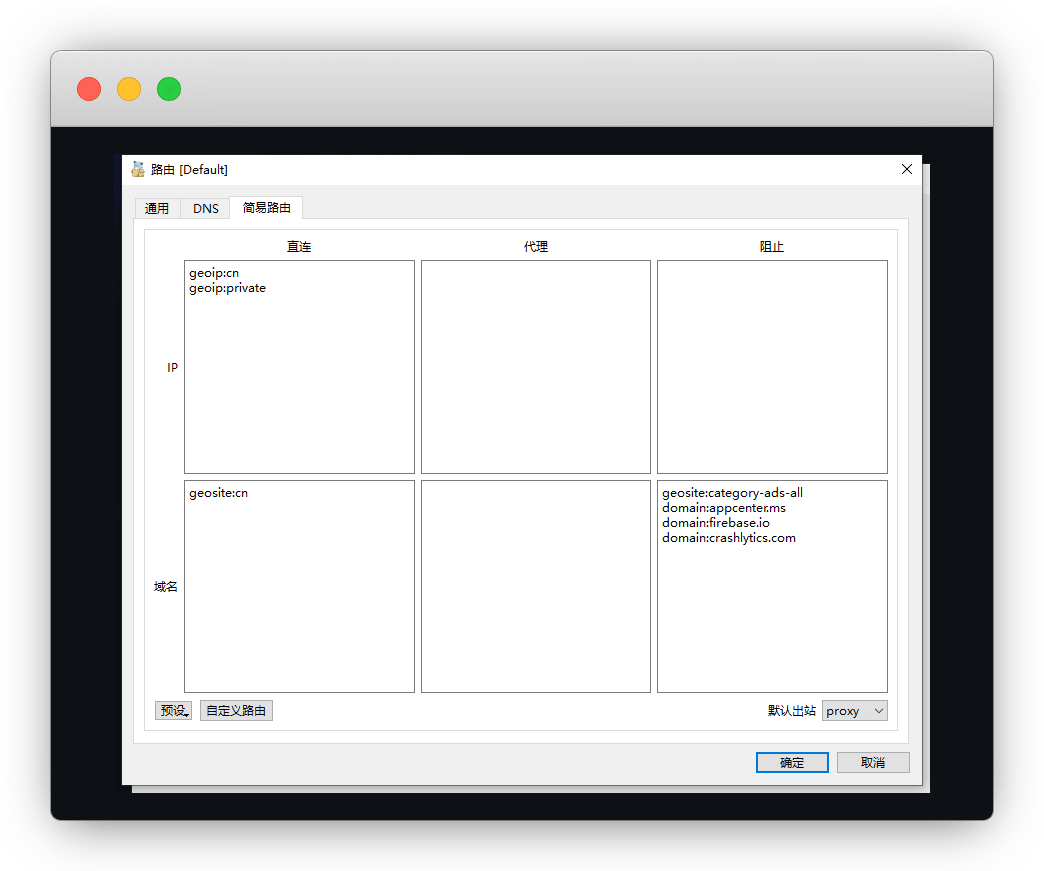 路由 [Default]
通用
DNS
简易路由
直连
代理
阻止
IP
geoip:cn
geoip:private
域名
geosite:cn
geosite:category-ads-all
domain:appcenter.ms
domain:firebase.io
domain:crashlytics.com
预设
自定义路由
默认出站
proxy
确定
取消